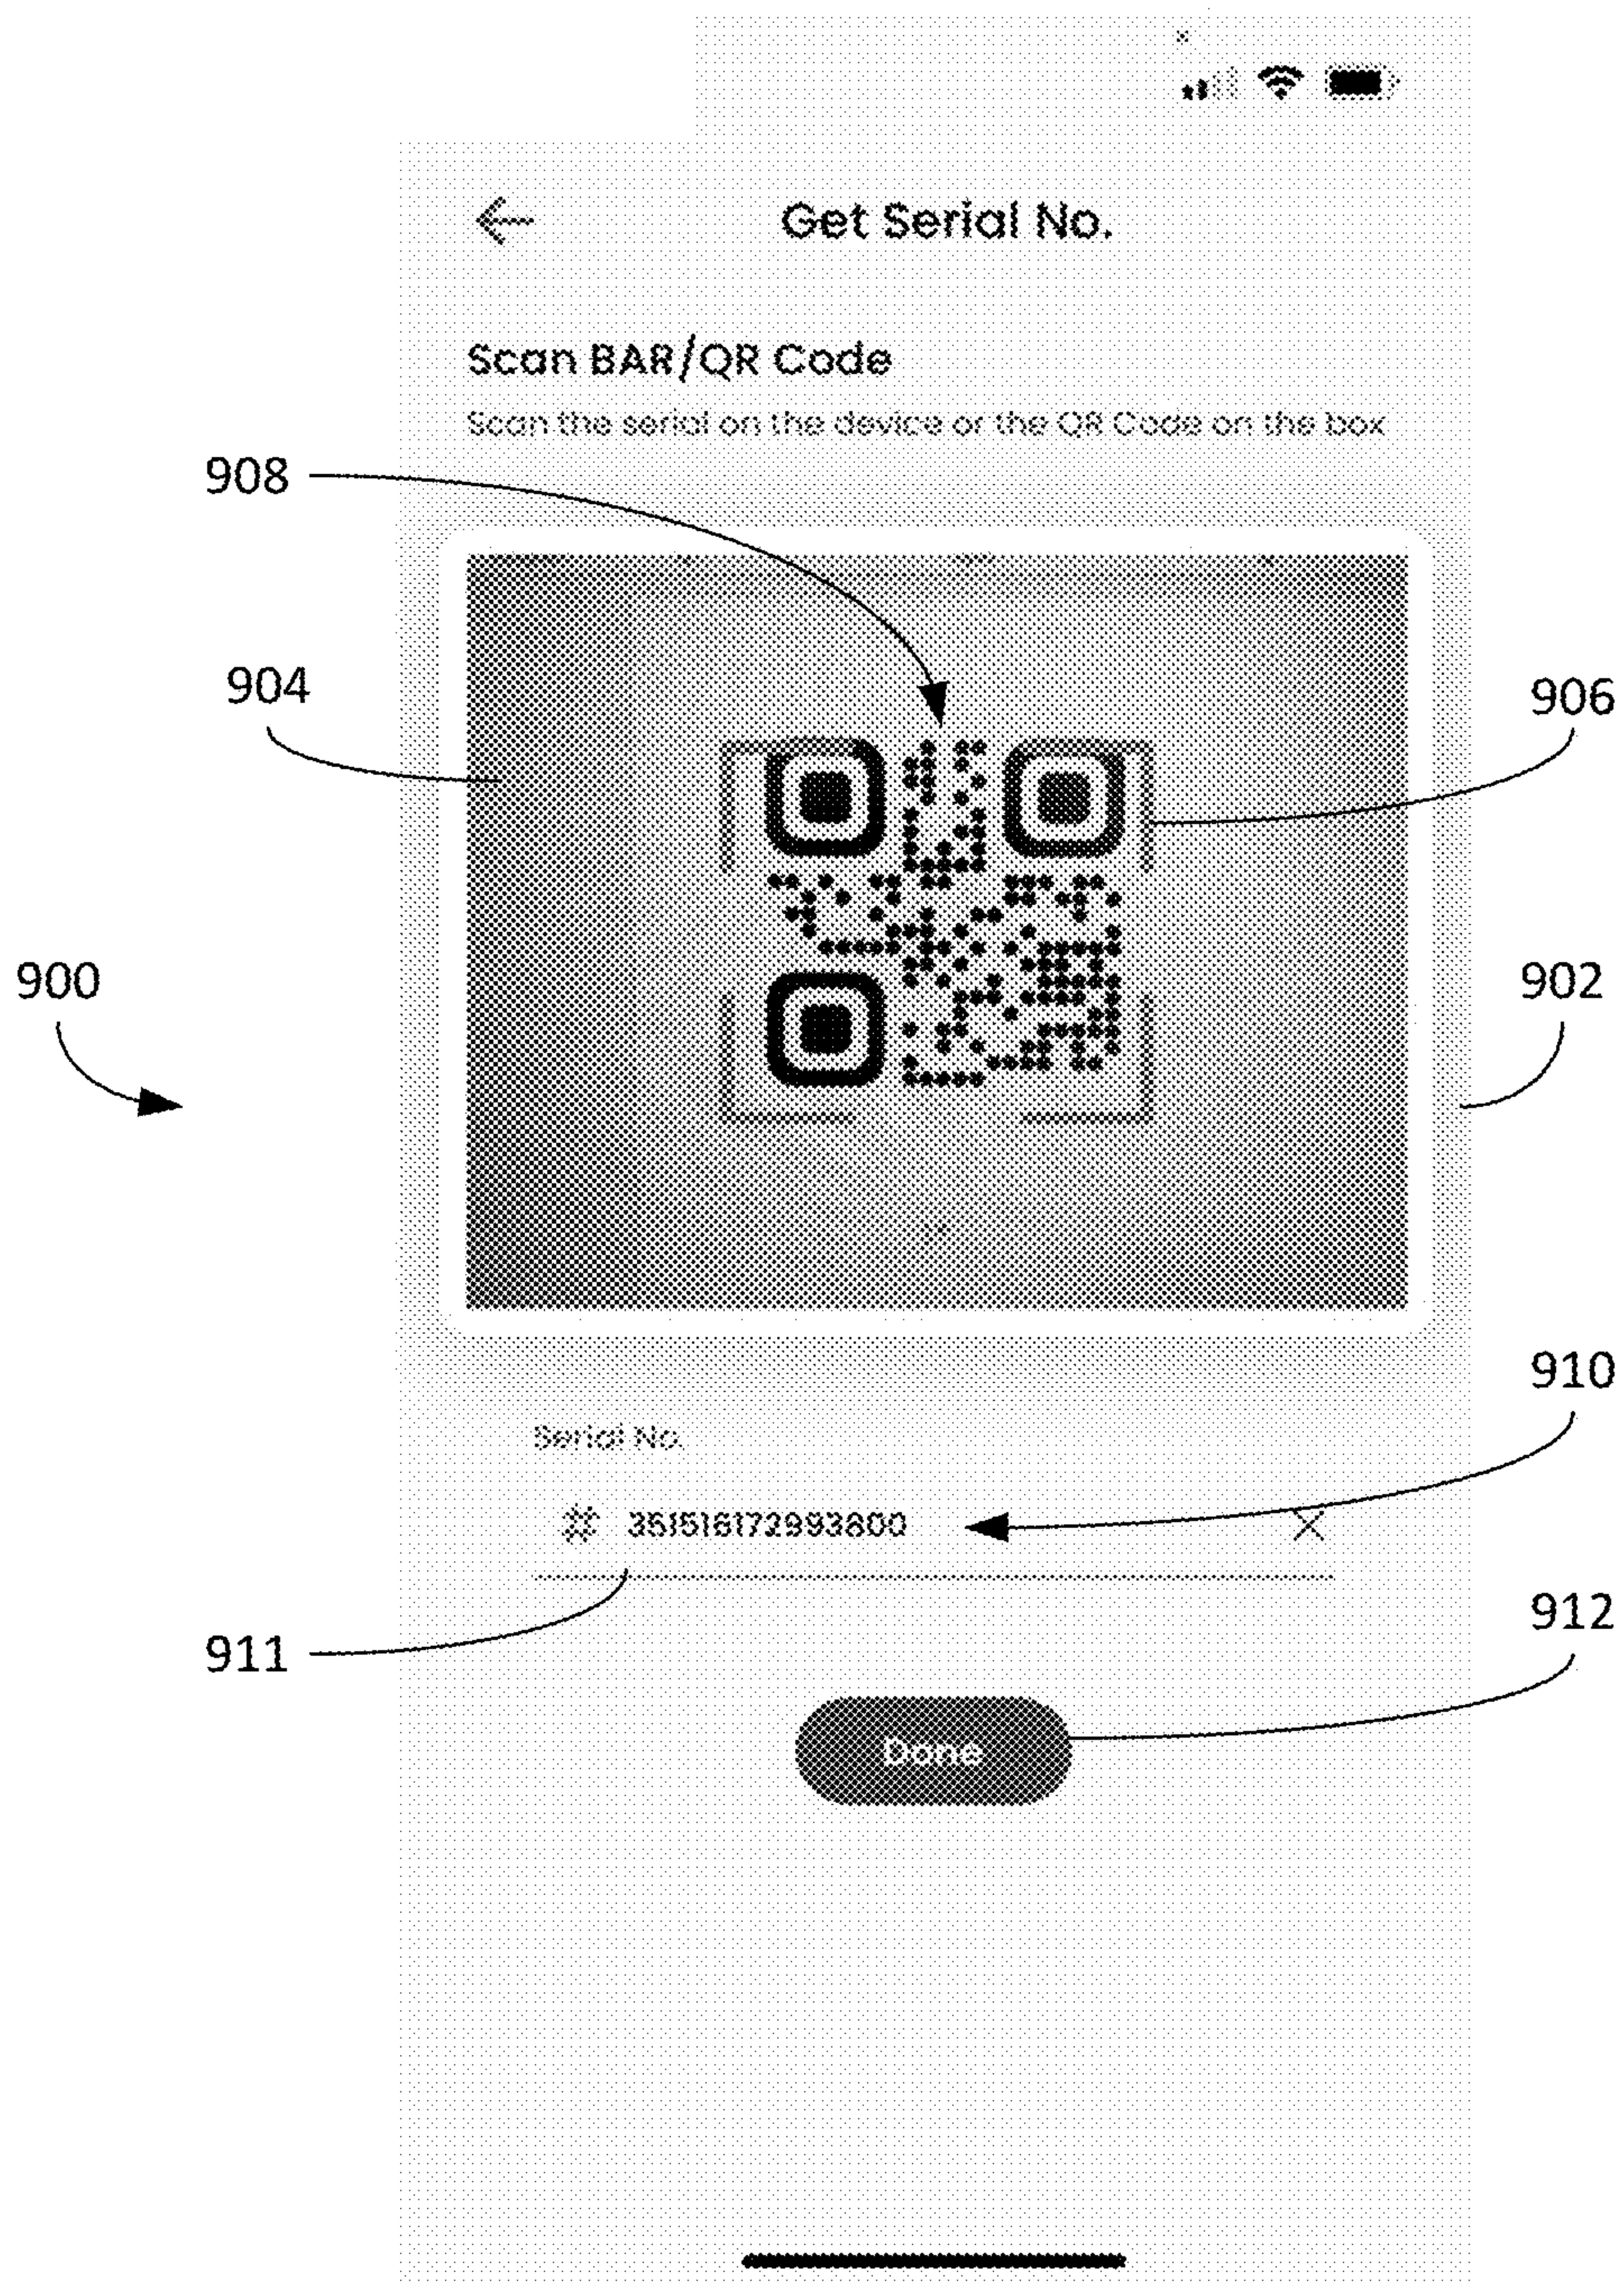 Get Serial No.
Scan BAR/QR Code
Scan the serial on the device or the QR Code on the box
908
904
906
900
902
910
Serial No.
# 351516172993800
912
911
Done